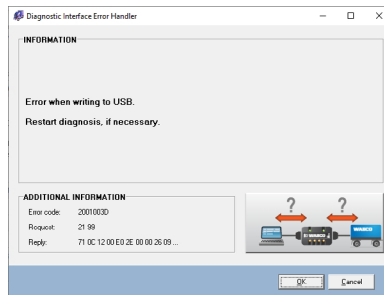 Diagnostic Interface Error Handler
INFORMATION
Error when writing to USB.
Restart diagnosis, if necessary.
ADDITIONAL INFORMATION
Error code: 2001003D
Request: 21 99
Reply: 71 0C 12 00 E0 2E 00 00 26 09 ...
? ?
WABCO WABCO
OK Cancel